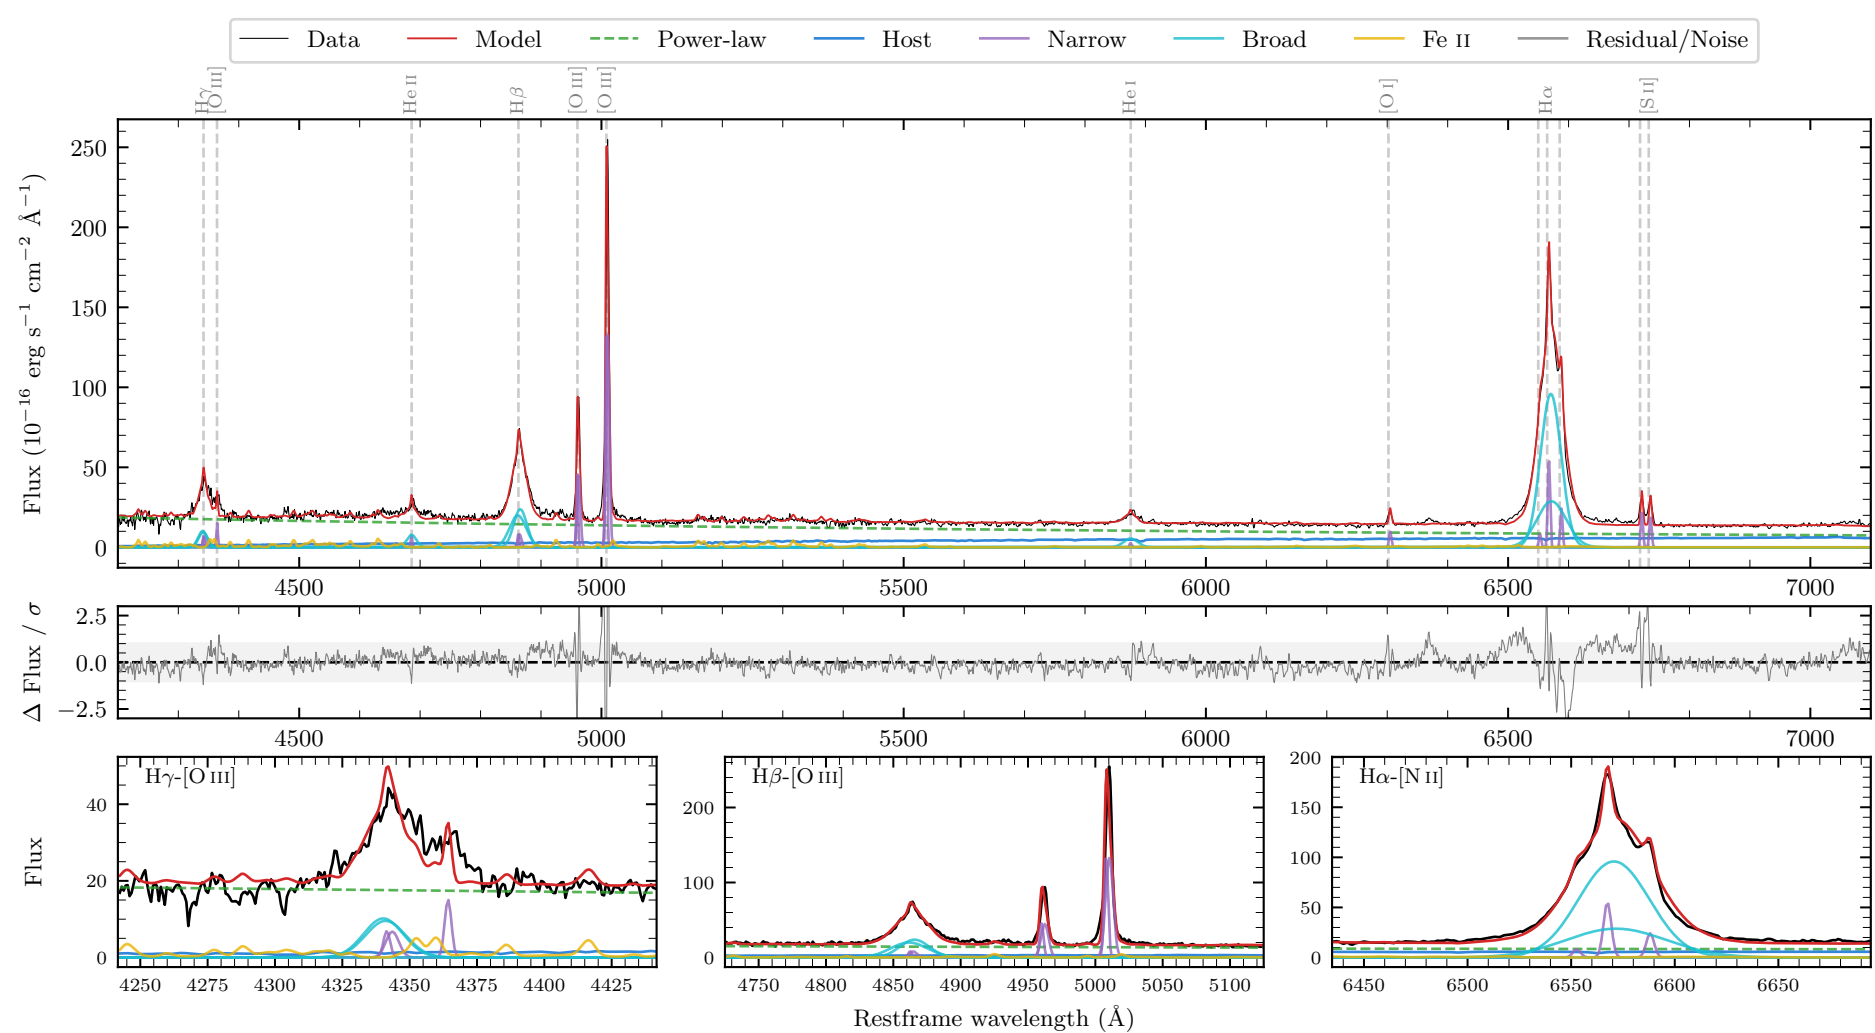 Data Model Power-law Host Narrow Broad Fe II Residual/Noise
Hγ [O III] He II Hβ [O III] [O III] He I [O I] Hα [S II]
Flux (10⁻¹⁶ erg s⁻¹ cm⁻² Å⁻¹)
250
200
150
100
50
0
4500 5000 5500 6000 6500 7000
Δ Flux / σ
2.5
0.0
−2.5
4500 5000 5500 6000 6500 7000
Flux
Hγ-[O III]
40
20
0
4250 4275 4300 4325 4350 4375 4400 4425
Hβ-[O III]
200
100
0
4750 4800 4850 4900 4950 5000 5050 5100
Hα-[N II]
200
150
100
50
0
6450 6500 6550 6600 6650
Restframe wavelength (Å)